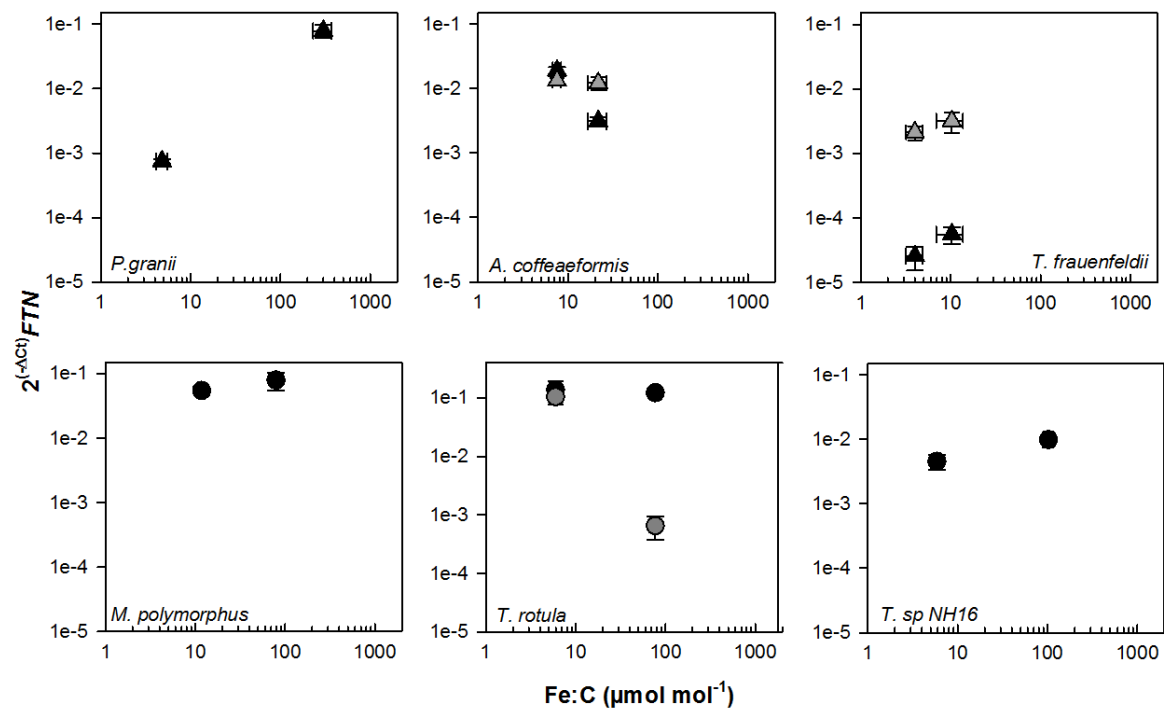 2^(-ΔCt) FTN
1e-1
1e-2
1e-3
1e-4
1e-5
P.granii
1 10 100 1000
1e-1
1e-2
1e-3
1e-4
1e-5
A. coffeaeformis
1 10 100 1000
1e-1
1e-2
1e-3
1e-4
1e-5
T. frauenfeldii
1 10 100 1000
1e-1
1e-2
1e-3
1e-4
1e-5
M. polymorphus
1 10 100 1000
1e-1
1e-2
1e-3
1e-4
1e-5
T. rotula
1 10 100 1000
1e-1
1e-2
1e-3
1e-4
1e-5
T. sp NH16
1 10 100 1000
Fe:C (µmol mol⁻¹)